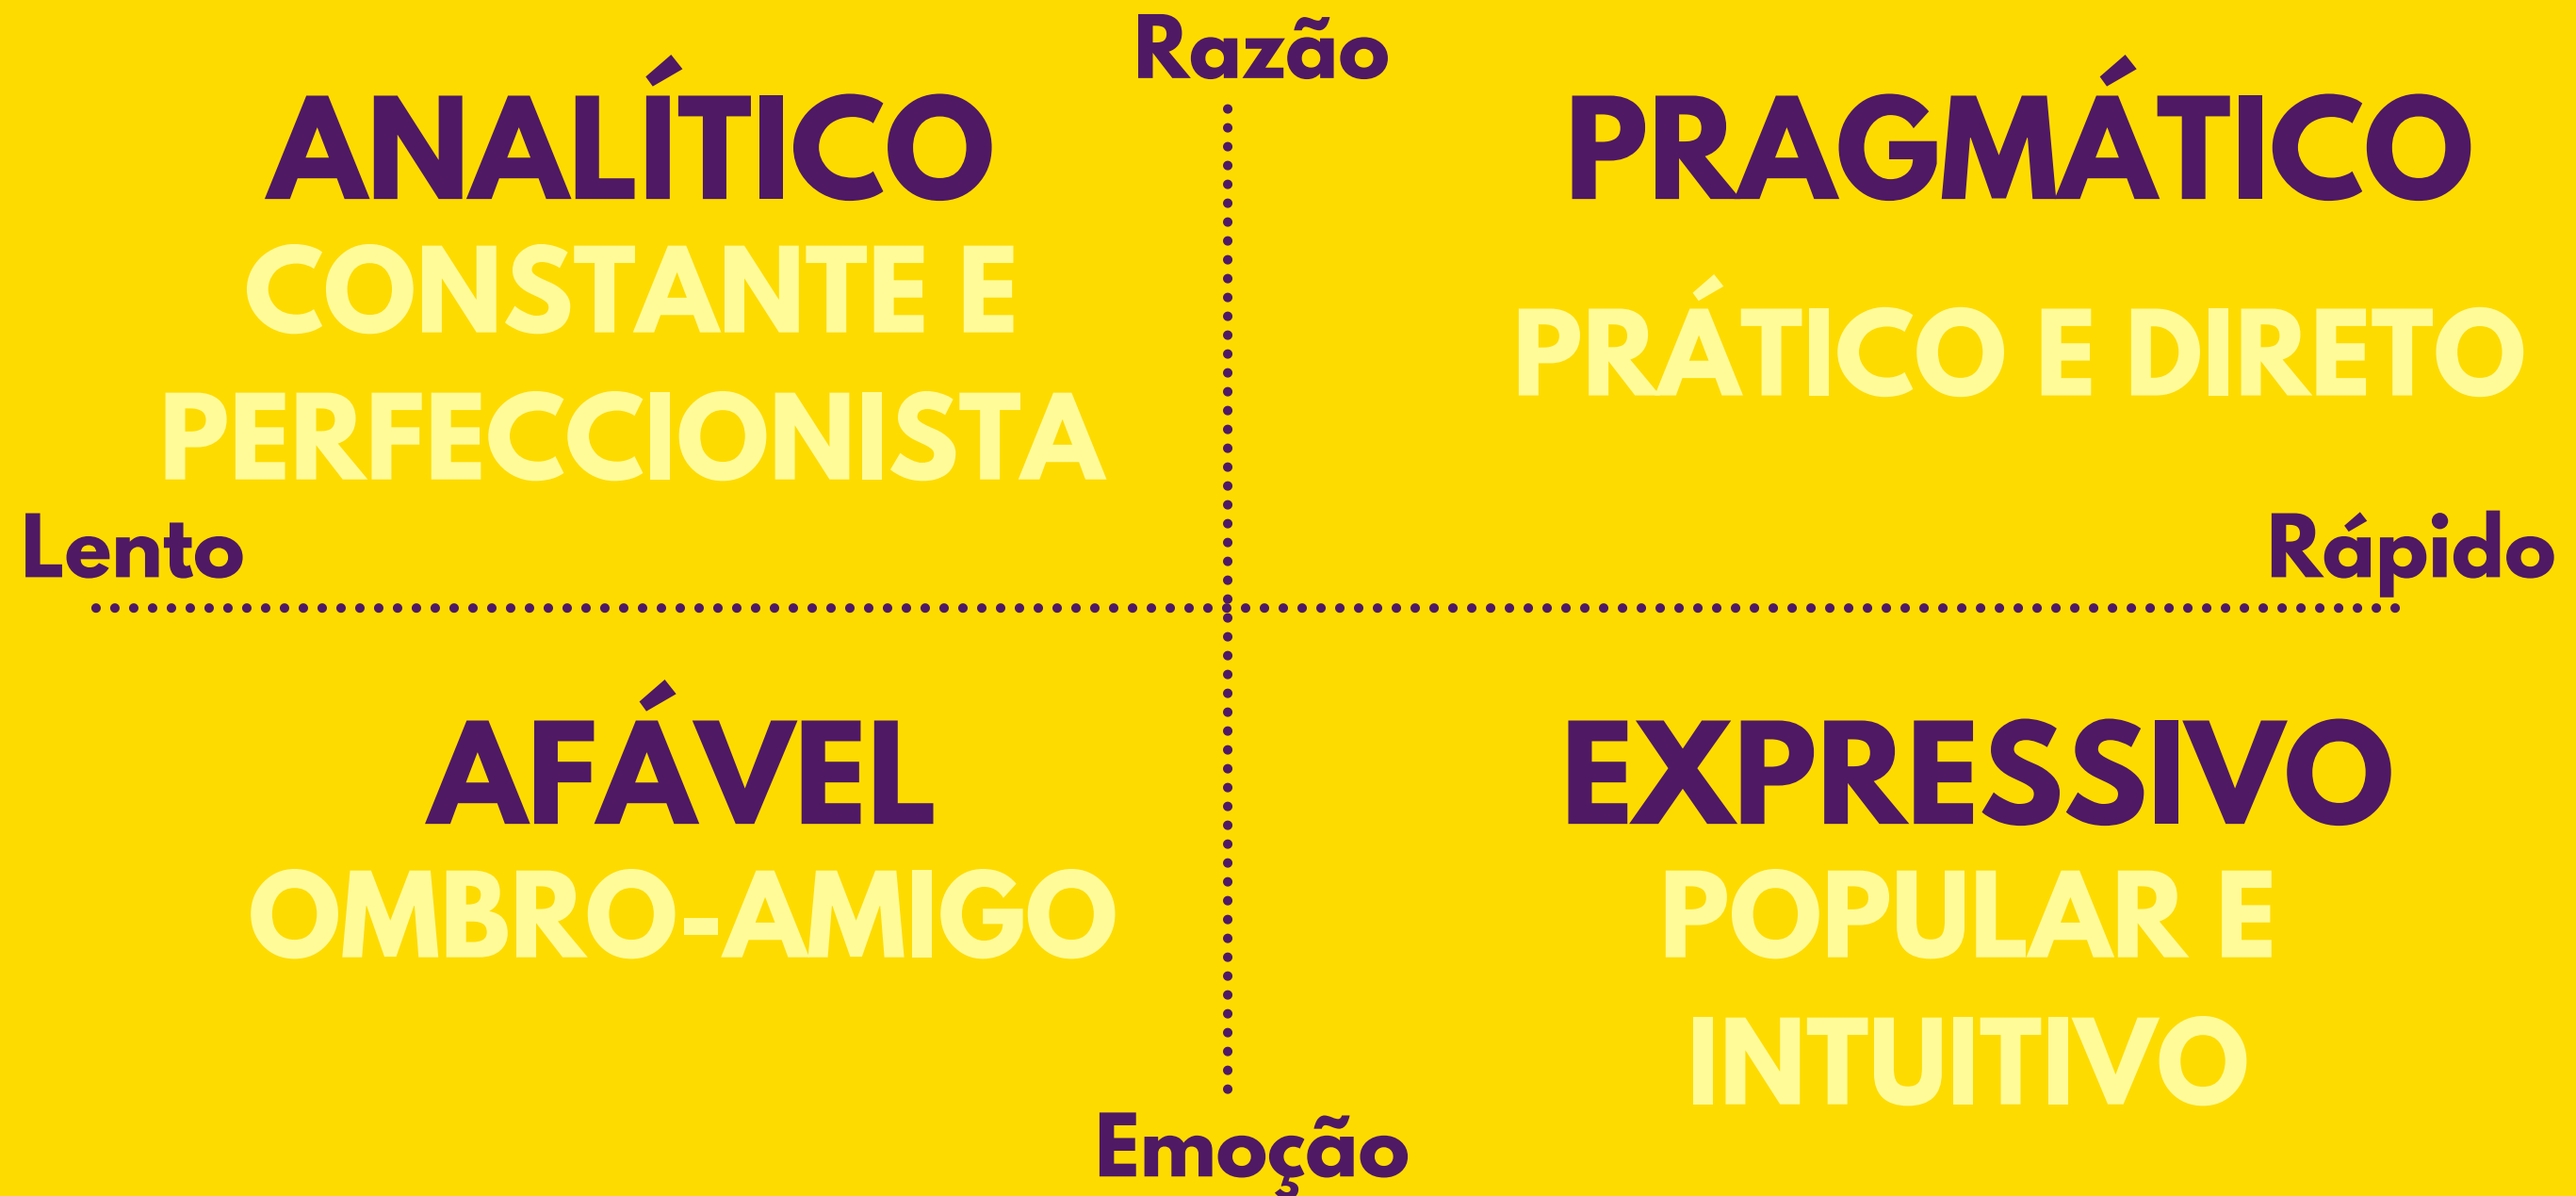 Razão
ANALÍTICO
CONSTANTE E
PERFECCIONISTA
PRAGMÁTICO
PRÁTICO E DIRETO
Lento
Rápido
AFÁVEL
OMBRO-AMIGO
EXPRESSIVO
POPULAR E
INTUITIVO
Emoção